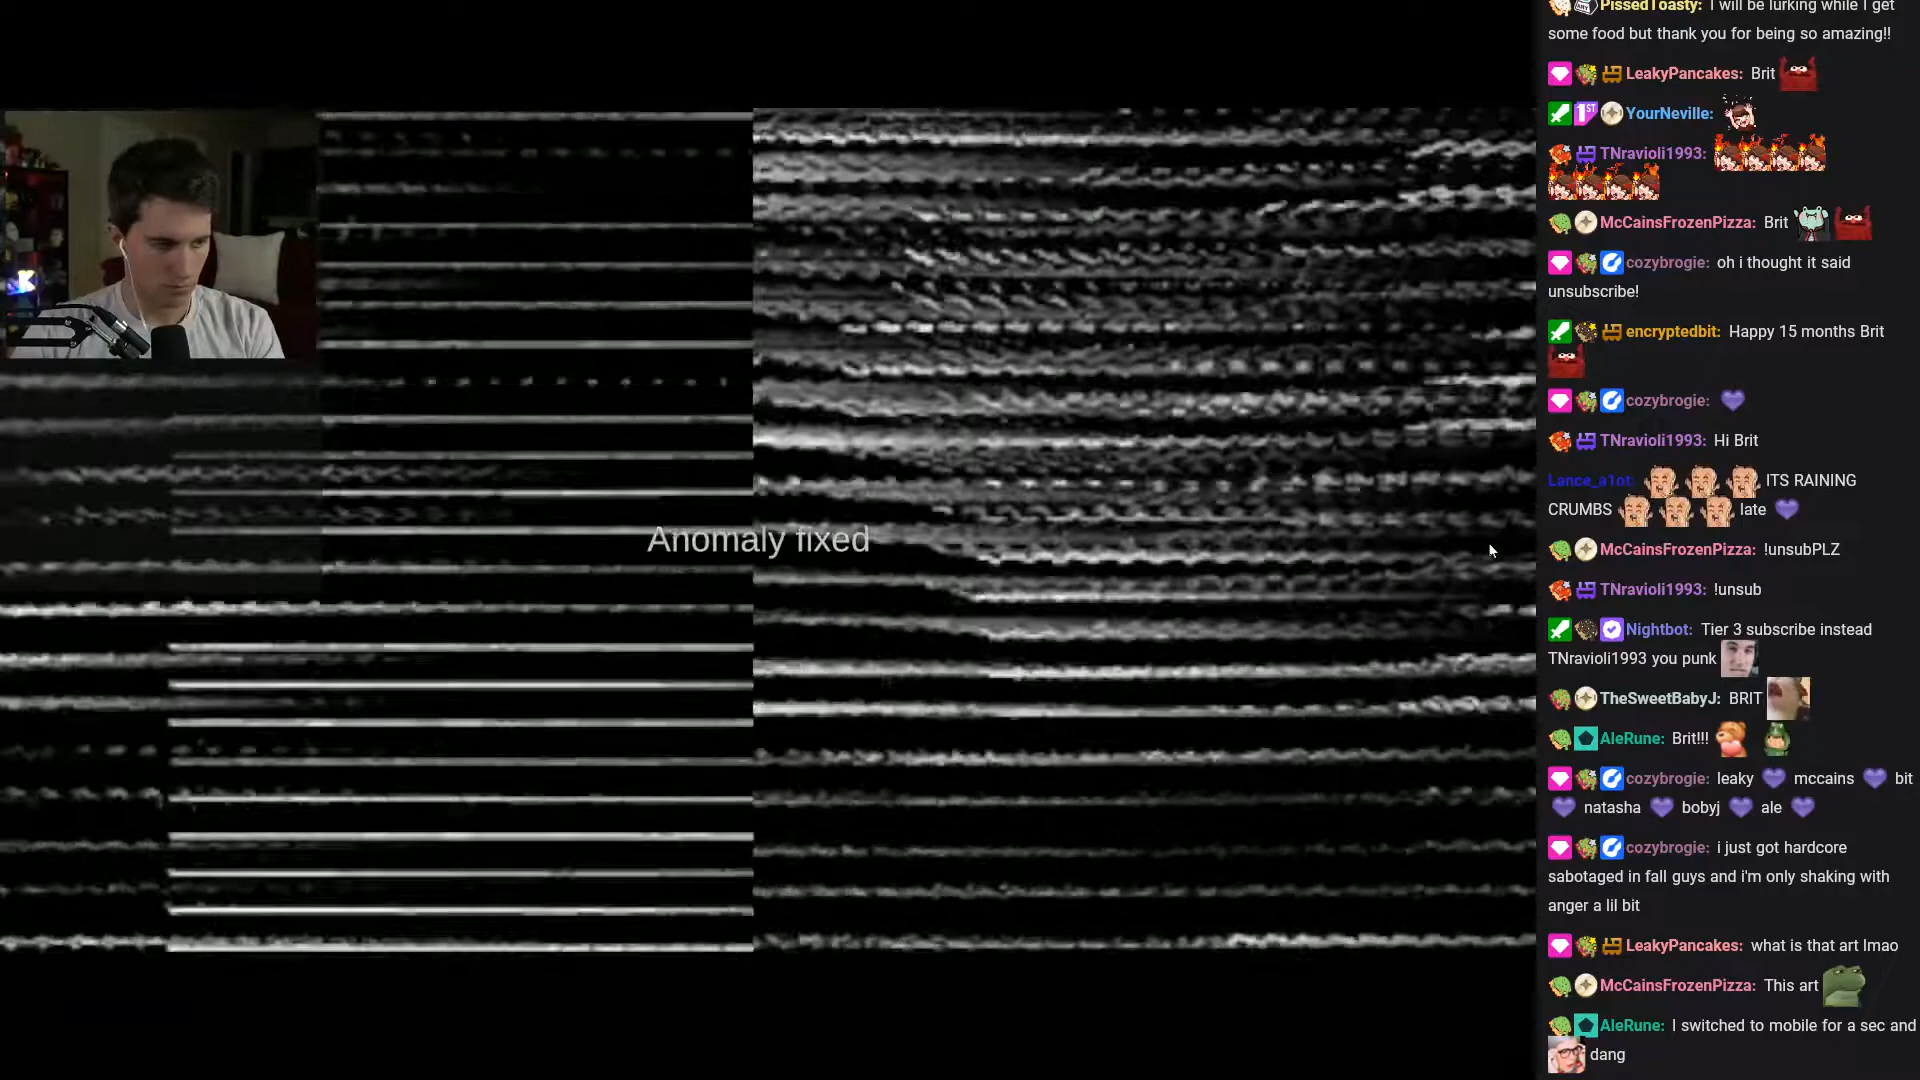 PissedToasty: I will be lurking while I get
some food but thank you for being so amazing!!
LeakyPancakes: Brit
1ST YourNeville:
TNravioli1993:
McCainsFrozenPizza: Brit
cozybrogie: oh i thought it said
unsubscribe!
encryptedbit: Happy 15 months Brit
cozybrogie:
TNravioli1993: Hi Brit
Lance_a1ot: ITS RAINING
CRUMBS late
Anomaly fixed
McCainsFrozenPizza: !unsubPLZ
TNravioli1993: !unsub
Nightbot: Tier 3 subscribe instead
TNravioli1993 you punk
TheSweetBabyJ: BRIT
AleRune: Brit!!!
cozybrogie: leaky mccains bit
natasha bobyj ale
cozybrogie: i just got hardcore
sabotaged in fall guys and i'm only shaking with
anger a lil bit
LeakyPancakes: what is that art lmao
McCainsFrozenPizza: This art
AleRune: I switched to mobile for a sec and
dang